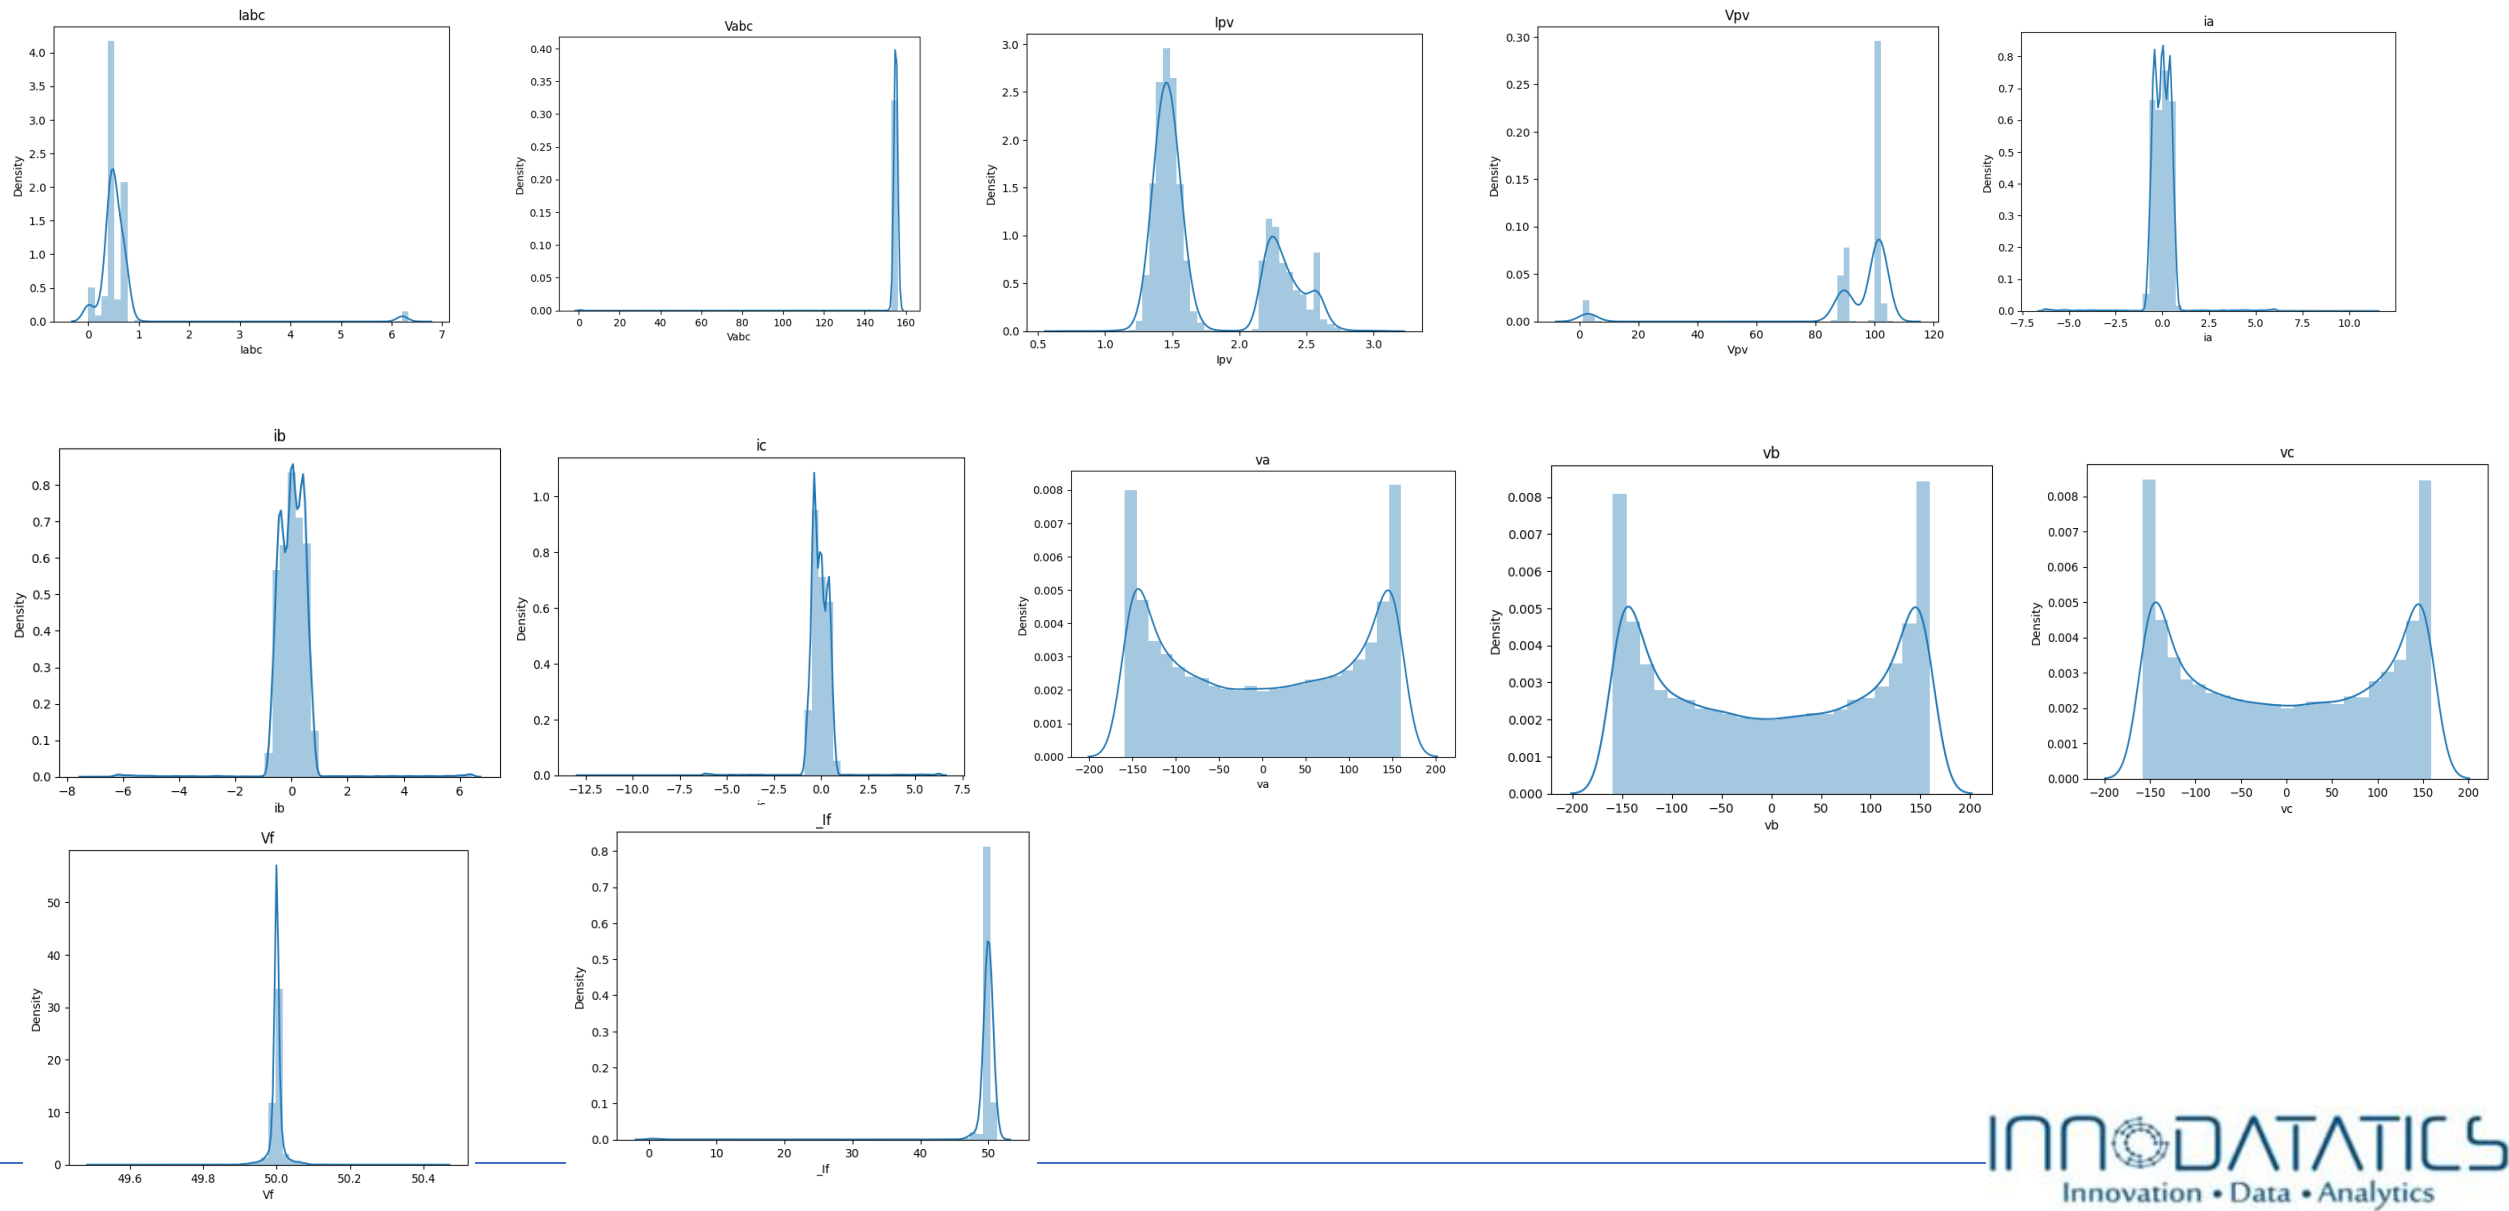 Iabc
Density
4.0
3.5
3.0
2.5
2.0
1.5
1.0
0.5
0.0
0 1 2 3 4 5 6 7
Iabc
Vabc
Density
0.40
0.35
0.30
0.25
0.20
0.15
0.10
0.05
0.00
0 20 40 60 80 100 120 140 160
Vabc
Ipv
Density
3.0
2.5
2.0
1.5
1.0
0.5
0.0
0.5 1.0 1.5 2.0 2.5 3.0
Ipv
Vpv
Density
0.30
0.25
0.20
0.15
0.10
0.05
0.00
0 20 40 60 80 100 120
Vpv
ia
Density
0.8
0.7
0.6
0.5
0.4
0.3
0.2
0.1
0.0
−7.5 −5.0 −2.5 0.0 2.5 5.0 7.5 10.0
ia
ib
Density
0.8
0.7
0.6
0.5
0.4
0.3
0.2
0.1
0.0
−8 −6 −4 −2 0 2 4 6
ib
ic
Density
1.0
0.8
0.6
0.4
0.2
0.0
−12.5 −10.0 −7.5 −5.0 −2.5 0.0 2.5 5.0 7.5
va
Density
0.008
0.007
0.006
0.005
0.004
0.003
0.002
0.001
0.000
−200 −150 −100 −50 0 50 100 150 200
va
vb
Density
0.008
0.007
0.006
0.005
0.004
0.003
0.002
0.001
0.000
−200 −150 −100 −50 0 50 100 150 200
vb
vc
Density
0.008
0.007
0.006
0.005
0.004
0.003
0.002
0.001
0.000
−200 −150 −100 −50 0 50 100 150 200
vc
Vf
Density
50
40
30
20
10
0
49.6 49.8 50.0 50.2 50.4
Vf
_If
Density
0.8
0.7
0.6
0.5
0.4
0.3
0.2
0.1
0.0
0 10 20 30 40 50
_If
INNODATATICS
Innovation • Data • Analytics